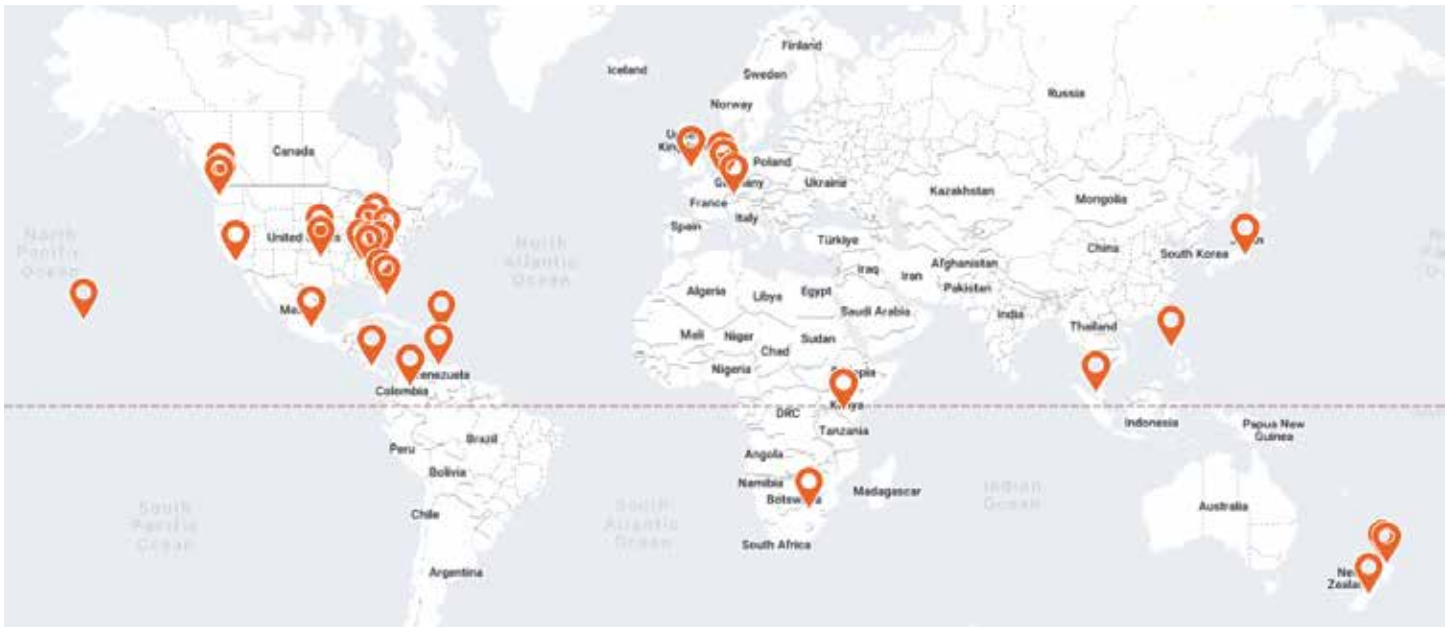 Finland
Iceland
Sweden
Russia
Norway
Canada
Poland
Ukraine
Kazakhstan
Mongolia
France
Italy
Spain
Türkiye
China
South Korea
North
Pacific
Ocean
North
Atlantic
Ocean
Iraq
Iran
Afghanistan
Pakistan
Algeria
Libya
Egypt
Saudi Arabia
India
Thailand
Mali
Niger
Chad
Sudan
Nigeria
Colombia
DRC
Tanzania
Indonesia
Papua New
Guinea
Peru
Brazil
Bolivia
Angola
Namibia
Madagascar
South
Pacific
Ocean
South
Atlantic
Ocean
Indian
Ocean
Australia
Chile
South Africa
Argentina